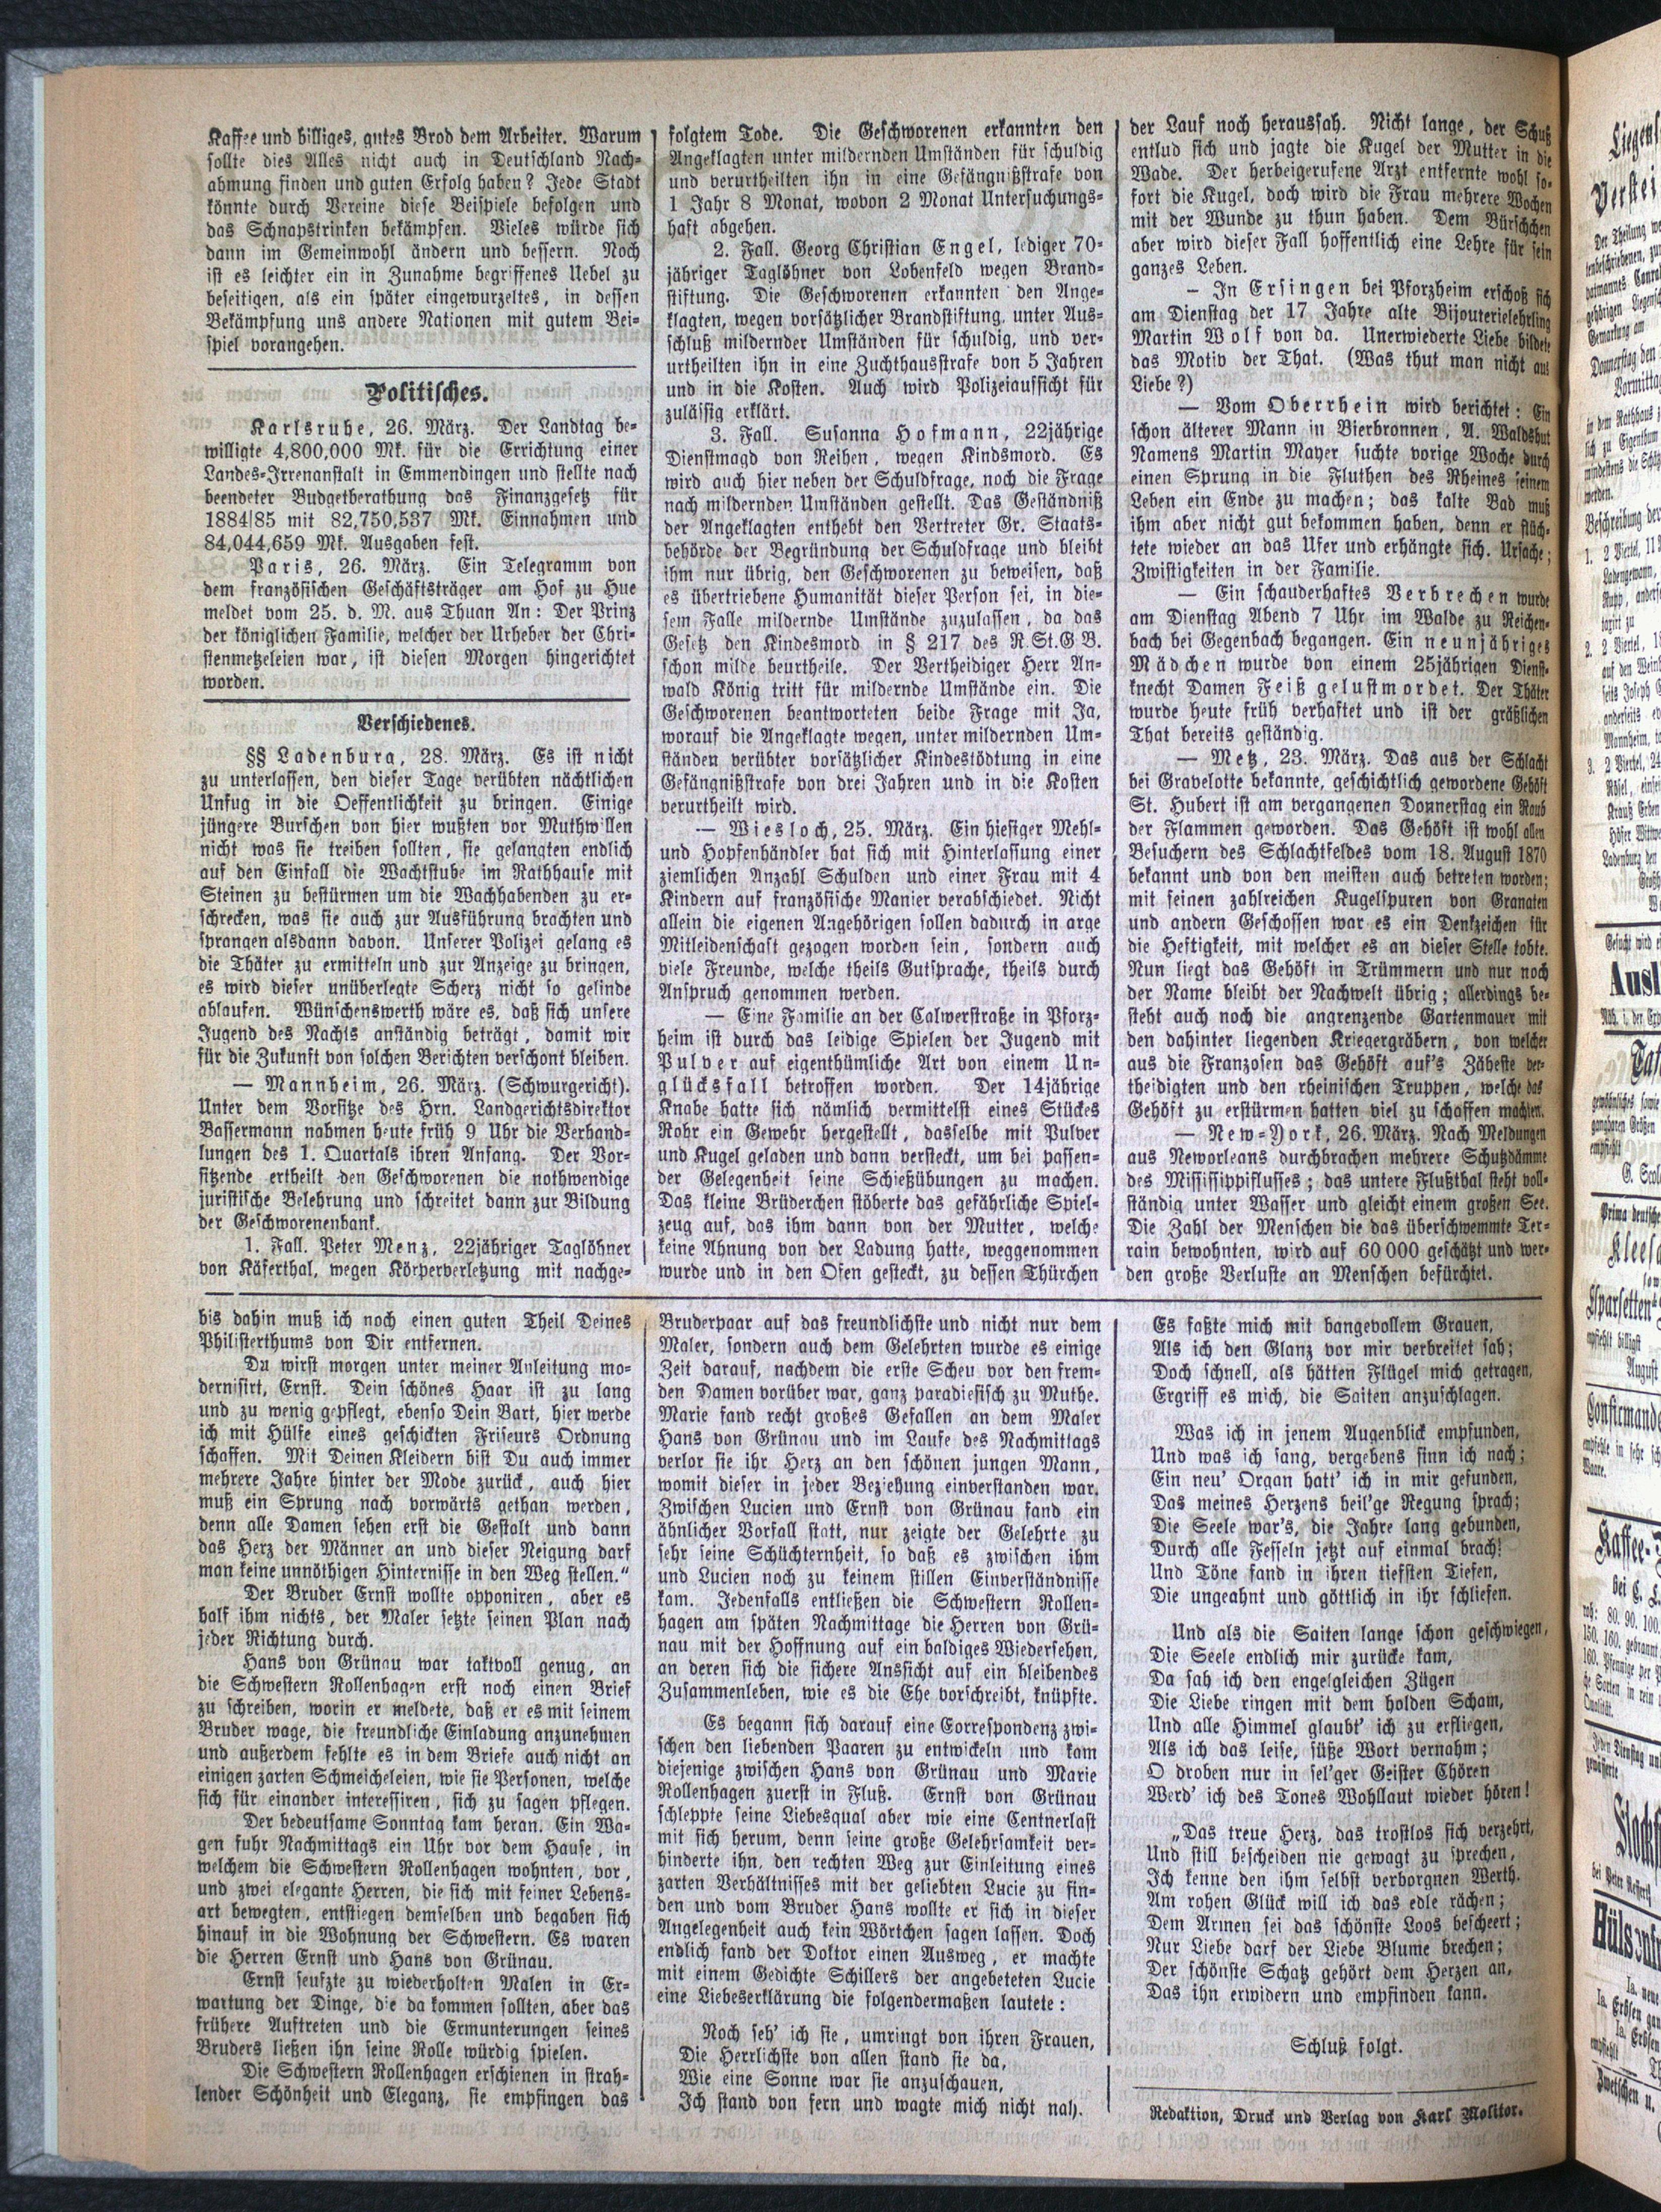 Kaffee und billiges, gutes Brod dem Arbeiter. Warum
sollte dies Alles nicht auch in Deutschland Nach-
ahmung finden und guten Erfolg haben? Jede Stadt
könnte durch Vereine diese Beispiele befolgen und
das Schnapstrinken bekämpfen. Vieles würde sich
dann im Gemeinwohl ändern und bessern. Noch
ist es leichter ein in Zunahme begriffenes Uebel zu
beseitigen, als ein später eingewurzeltes, in dessen
Bekämpfung uns andere Nationen mit gutem Bei-
spiel vorangehen.
Politisches.
Karlsruhe, 26. März. Der Landtag be-
willigte 4,800,000 Mk. für die Errichtung einer
Landes-Irrenanstalt in Emmendingen und stellte nach
beendeter Budgetberathung das Finanzgesetz für
1884|85 mit 82,750,537 Mk. Einnahmen und
84,044,659 Mk. Ausgaben fest.
Paris, 26. März. Ein Telegramm von
dem französischen Geschäftsträger am Hof zu Hue
meldet vom 25. d. M. aus Thuan An: Der Prinz
der königlichen Familie, welcher der Urheber der Chri-
stenmetzeleien war, ist diesen Morgen hingerichtet
worden.
Verschiedenes.
§§ Ladenburg, 28. März. Es ist nicht
zu unterlassen, den dieser Tage verübten nächtlichen
Unfug in die Oeffentlichkeit zu bringen. Einige
jüngere Burschen von hier wußten vor Muthwillen
nicht was sie treiben sollten, sie gelangten endlich
auf den Einfall die Wachtstube im Rathhause mit
Steinen zu bestürmen um die Wachhabenden zu er-
schrecken, was sie auch zur Ausführung brachten und
sprangen alsdann davon. Unserer Polizei gelang es
die Thäter zu ermitteln und zur Anzeige zu bringen,
es wird dieser unüberlegte Scherz nicht so gelinde
ablaufen. Wünschenswerth wäre es, daß sich unsere
Jugend des Nachts anständig beträgt, damit wir
für die Zukunft von solchen Berichten verschont bleiben.
— Mannheim, 26. März. (Schwurgericht).
Unter dem Vorsitze des Hrn. Landgerichtsdirektor
Bassermann nahmen heute früh 9 Uhr die Verhand-
lungen des 1. Quartals ihren Anfang. Der Vor-
sitzende ertheilt den Geschworenen die nothwendige
juristische Belehrung und schreitet dann zur Bildung
der Geschworenenbank.
1. Fall. Peter Menz, 22jähriger Taglöhner
von Käferthal, wegen Körperverletzung mit nachge-
folgtem Tode. Die Geschworenen erkannten den
Angeklagten unter mildernden Umständen für schuldig
und verurtheilten ihn in eine Gefängnißstrafe von
1 Jahr 8 Monat, wovon 2 Monat Untersuchungs-
haft abgehen.
2. Fall. Georg Christian Engel, lediger 70-
jähriger Taglöhner von Lobenfeld wegen Brand-
stiftung. Die Geschworenen erkannten den Ange-
klagten, wegen vorsätzlicher Brandstiftung, unter Aus-
schluß mildernder Umständen für schuldig, und ver-
urtheilten ihn in eine Zuchthausstrafe von 5 Jahren
und in die Kosten. Auch wird Polizeiaufsicht für
zulässig erklärt.
3. Fall. Susanna Hofmann, 22jährige
Dienstmagd von Reihen, wegen Kindsmord. Es
wird auch hier neben der Schuldfrage, noch die Frage
nach mildernden Umständen gestellt. Das Geständniß
der Angeklagten enthebt den Vertreter Gr. Staats-
behörde der Begründung der Schuldfrage und bleibt
ihm nur übrig, den Geschworenen zu beweisen, daß
es übertriebene Humanität dieser Person sei, in die-
sem Falle mildernde Umstände zuzulassen, da das
Gesetz den Kindesmord in § 217 des R.St.G.B.
schon milde beurtheile. Der Vertheidiger Herr An-
wald König tritt für mildernde Umstände ein. Die
Geschworenen beantworteten beide Frage mit Ja,
worauf die Angeklagte wegen, unter mildernden Um-
ständen verübter vorsätzlicher Kindestödtung in eine
Gefängnißstrafe von drei Jahren und in die Kosten
verurtheilt wird.
— Wiesloch, 25. März. Ein hiesiger Mehl-
und Hopfenhändler hat sich mit Hinterlassung einer
ziemlichen Anzahl Schulden und einer Frau mit 4
Kindern auf französische Manier verabschiedet. Nicht
allein die eigenen Angehörigen sollen dadurch in arge
Mitleidenschaft gezogen worden sein, sondern auch
viele Freunde, welche theils Gutsprache, theils durch
Anspruch genommen werden.
— Eine Familie an der Calwerstraße in Pforz-
heim ist durch das leidige Spielen der Jugend mit
Pulver auf eigenthümliche Art von einem Un-
glücksfall betroffen worden. Der 14jährige
Knabe hatte sich nämlich vermittelst eines Stückes
Rohr ein Gewehr hergestellt, dasselbe mit Pulver
und Kugel geladen und dann versteckt, um bei passen-
der Gelegenheit seine Schießübungen zu machen.
Das kleine Brüderchen stöberte das gefährliche Spiel-
zeug auf, das ihm dann von der Mutter, welche
keine Ahnung von der Ladung hatte, weggenommen
wurde und in den Ofen gesteckt, zu dessen Thürchen
der Lauf noch heraussah. Nicht lange, der Schuß
entlud sich und jagte die Kugel der Mutter in die
Wade. Der herbeigerufene Arzt entfernte wohl so-
fort die Kugel, doch wird die Frau mehrere Wochen
mit der Wunde zu thun haben. Dem Bürschchen
aber wird dieser Fall hoffentlich eine Lehre für sein
ganzes Leben.
— In Ersingen bei Pforzheim erschoß sich
am Dienstag der 17 Jahre alte Bijouterielehrling
Martin Wolf von da. Unerwiederte Liebe bildete
das Motiv der That. (Was thut man nicht aus
Liebe?)
— Vom Oberrhein wird berichtet: Ein
schon älterer Mann in Bierbronnen, A. Waldshut
Namens Martin Mayer suchte vorige Woche durch
einen Sprung in die Fluthen des Rheines seinem
Leben ein Ende zu machen; das kalte Bad muß
ihm aber nicht gut bekommen haben, denn er flüch-
tete wieder an das Ufer und erhängte sich. Ursache:
Zwistigkeiten in der Familie.
— Ein schauderhaftes Verbrechen wurde
am Dienstag Abend 7 Uhr im Walde zu Reichen-
bach bei Gegenbach begangen. Ein neunjähriges
Mädchen wurde von einem 25jährigen Dienst-
knecht Damen Feiß gelustmordet. Der Thäter
wurde heute früh verhaftet und ist der gräßlichen
That bereits geständig.
— Metz, 23. März. Das aus der Schlacht
bei Gravelotte bekannte, geschichtlich gewordene Gehöft
St. Hubert ist am vergangenen Donnerstag ein Raub
der Flammen geworden. Das Gehöft ist wohl allen
Besuchern des Schlachtfeldes vom 18. August 1870
bekannt und von den meisten auch betreten worden;
mit seinen zahlreichen Kugelspuren von Granaten
und andern Geschossen war es ein Denkzeichen für
die Heftigkeit, mit welcher es an dieser Stelle tobte.
Nun liegt das Gehöft in Trümmern und nur noch
der Name bleibt der Nachwelt übrig; allerdings be-
steht auch noch die angrenzende Gartenmauer mit
den dahinter liegenden Kriegergräbern, von welcher
aus die Franzosen das Gehöft auf's Zäheste ver-
theidigten und den rheinischen Truppen, welche das
Gehöft zu erstürmen hatten viel zu schaffen machten.
— New-York, 26. März. Nach Meldungen
aus Neworleans durchbrachen mehrere Schutzdämme
des Mississippiflusses; das untere Flußthal steht voll-
ständig unter Wasser und gleicht einem großen See.
Die Zahl der Menschen die das überschwemmte Ter-
rain bewohnten, wird auf 60 000 geschätzt und wer-
den große Verluste an Menschen befürchtet.
bis dahin muß ich noch einen guten Theil Deines
Philisterthums von Dir entfernen.
Du wirst morgen unter meiner Anleitung mo-
dernisirt, Ernst. Dein schönes Haar ist zu lang
und zu wenig gepflegt, ebenso Dein Bart, hier werde
ich mit Hülfe eines geschickten Friseurs Ordnung
schaffen. Mit Deinen Kleidern bist Du auch immer
mehrere Jahre hinter der Mode zurück, auch hier
muß ein Sprung nach vorwärts gethan werden,
denn alle Damen sehen erst die Gestalt und dann
das Herz der Männer an und dieser Neigung darf
man keine unnöthigen Hinternisse in den Weg stellen.“
Der Bruder Ernst wollte opponiren, aber es
half ihm nichts, der Maler setzte seinen Plan nach
jeder Richtung durch.
Hans von Grünau war taktvoll genug, an
die Schwestern Rollenhagen erst noch einen Brief
zu schreiben, worin er meldete, daß er es mit seinem
Bruder wage, die freundliche Einladung anzunehmen
und außerdem fehlte es in dem Briefe auch nicht an
einigen zarten Schmeicheleien, wie sie Personen, welche
sich für einander interessiren, sich zu sagen pflegen.
Der bedeutsame Sonntag kam heran. Ein Wa-
gen fuhr Nachmittags ein Uhr vor dem Hause, in
welchem die Schwestern Rollenhagen wohnten, vor,
und zwei elegante Herren, die sich mit feiner Lebens-
art bewegten, entstiegen demselben und begaben sich
hinauf in die Wohnung der Schwestern. Es waren
die Herren Ernst und Hans von Grünau.
Ernst seufzte zu wiederholten Malen in Er-
wartung der Dinge, die da kommen sollten, aber das
frühere Auftreten und die Ermunterungen seines
Bruders ließen ihn seine Rolle würdig spielen.
Die Schwestern Rollenhagen erschienen in strah-
lender Schönheit und Eleganz, sie empfingen das
Bruderpaar auf das freundlichste und nicht nur dem
Maler, sondern auch dem Gelehrten wurde es einige
Zeit darauf, nachdem die erste Scheu vor den frem-
den Damen vorüber war, ganz paradiesisch zu Muthe.
Marie fand recht großes Gefallen an dem Maler
Hans von Grünau und im Laufe des Nachmittags
verlor sie ihr Herz an den schönen jungen Mann,
womit dieser in jeder Beziehung einverstanden war.
Zwischen Lucien und Ernst von Grünau fand ein
ähnlicher Vorfall statt, nur zeigte der Gelehrte zu
sehr seine Schüchternheit, so daß es zwischen ihm
und Lucien noch zu keinem stillen Einverständnisse
kam. Jedenfalls entließen die Schwestern Rollen-
hagen am späten Nachmittage die Herren von Grü-
nau mit der Hoffnung auf ein baldiges Wiedersehen,
an deren sich die sichere Aussicht auf ein bleibendes
Zusammenleben, wie es die Ehe vorschreibt, knüpfte.
Es begann sich darauf eine Correspondenz zwi-
schen den liebenden Paaren zu entwickeln und kam
diejenige zwischen Hans von Grünau und Marie
Rollenhagen zuerst in Fluß. Ernst von Grünau
schleppte seine Liebesqual aber wie eine Centnerlast
mit sich herum, denn seine große Gelehrsamkeit ver-
hinderte ihn, den rechten Weg zur Einleitung eines
zarten Verhältnisses mit der geliebten Lucie zu fin-
den und vom Bruder Hans wollte er sich in dieser
Angelegenheit auch kein Wörtchen sagen lassen. Doch
endlich fand der Doktor einen Ausweg, er machte
mit einem Gedichte Schillers der angebeteten Lucie
eine Liebeserklärung die folgendermaßen lautete:
Noch seh' ich sie, umringt von ihren Frauen,
Die Herrlichste von allen stand sie da,
Wie eine Sonne war sie anzuschauen,
Ich stand von fern und wagte mich nicht nah.
Es faßte mich mit bangevollem Grauen,
Als ich den Glanz vor mir verbreitet sah;
Doch schnell, als hätten Flügel mich getragen,
Ergriff es mich, die Saiten anzuschlagen.
Was ich in jenem Augenblick empfunden,
Und was ich sang, vergebens sinn ich nach;
Ein neu' Organ hatt' ich in mir gefunden,
Das meines Herzens heil'ge Regung sprach;
Die Seele war's, die Jahre lang gebunden,
Durch alle Fesseln jetzt auf einmal brach!
Und Töne fand in ihren tiefsten Tiefen,
Die ungeahnt und göttlich in ihr schliefen.
Und als die Saiten lange schon geschwiegen,
Die Seele endlich mir zurücke kam,
Da sah ich den engelgleichen Zügen
Die Liebe ringen mit dem holden Scham,
Und alle Himmel glaubt' ich zu erfliegen,
Als ich das leise, süße Wort vernahm;
O droben nur in sel'ger Geister Chören
Werd' ich des Tones Wohllaut wieder hören!
„Das treue Herz, das trostlos sich verzehrt,
Und still bescheiden nie gewagt zu sprechen,
Ich kenne den ihm selbst verborgnen Werth.
Am rohen Glück will ich das edle rächen;
Dem Armen sei das schönste Loos bescheert;
Nur Liebe darf der Liebe Blume brechen;
Der schönste Schatz gehört dem Herzen an,
Das ihn erwidern und empfinden kann.
Schluß folgt.
Redaktion, Druck und Verlag von Karl Molitor.